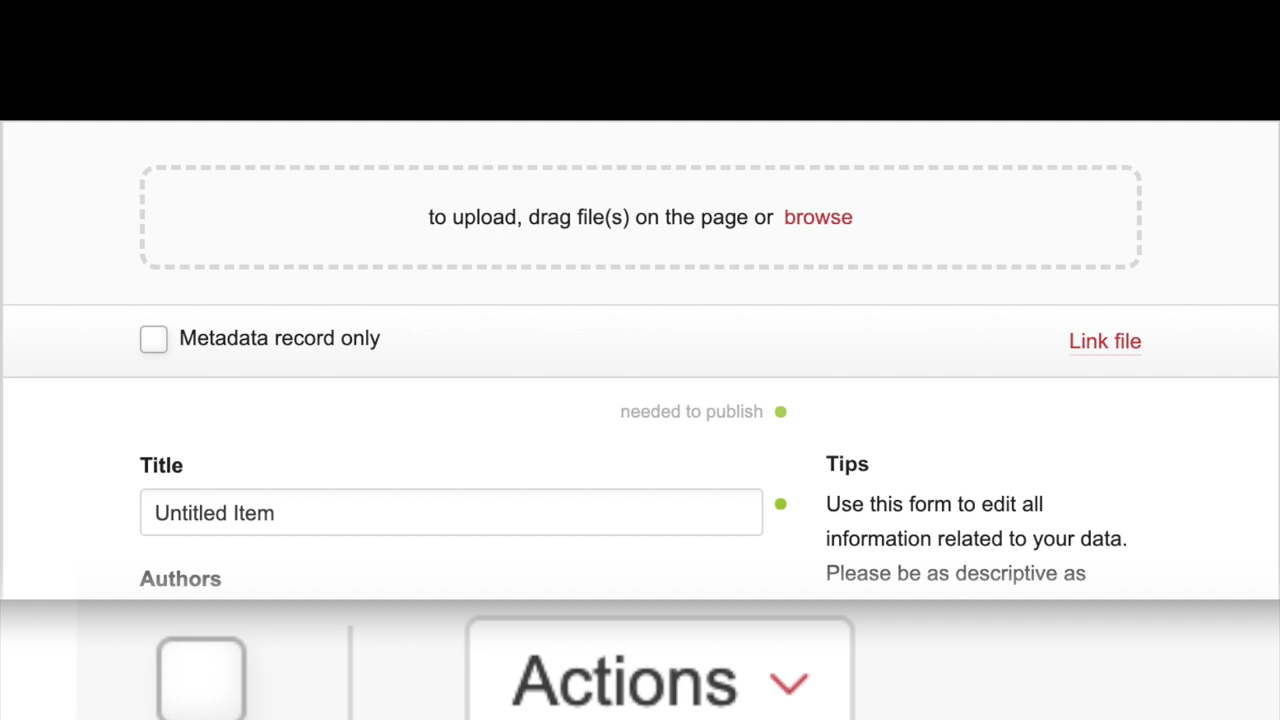 to upload, drag file(s) on the page or browse
Metadata record only
Link file
needed to publish
Title
Untitled Item
Authors
Tips
Use this form to edit all
information related to your data.
Please be as descriptive as
Actions